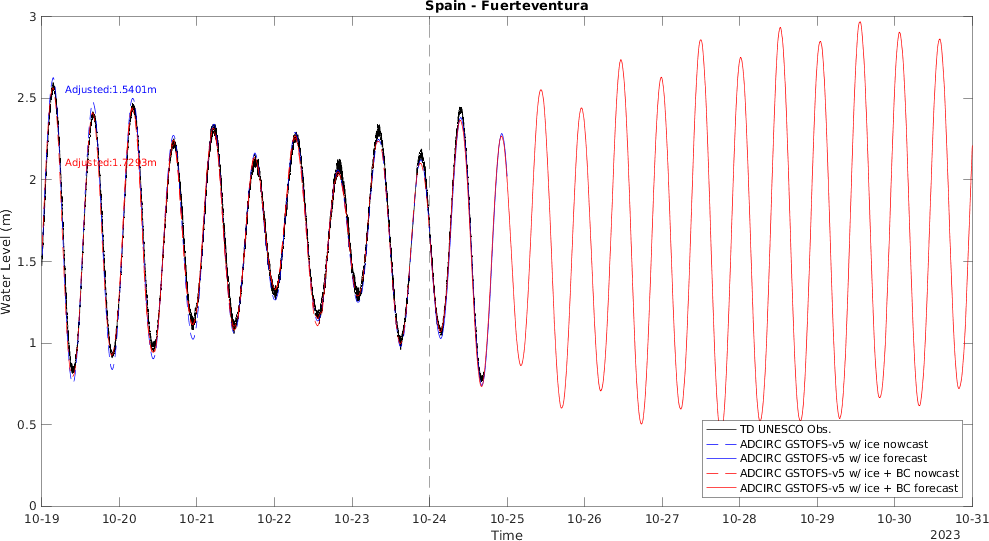 Spain - Fuerteventura
3
2.5
2
1.5
1
0.5
0
Water Level (m)
Adjusted:1.5401m
Adjusted:1.7293m
TD UNESCO Obs.
ADCIRC GSTOFS-v5 w/ ice nowcast
ADCIRC GSTOFS-v5 w/ ice forecast
ADCIRC GSTOFS-v5 w/ ice + BC nowcast
ADCIRC GSTOFS-v5 w/ ice + BC forecast
10-19 10-20 10-21 10-22 10-23 10-24 10-25 10-26 10-27 10-28 10-29 10-30 10-31
Time
2023